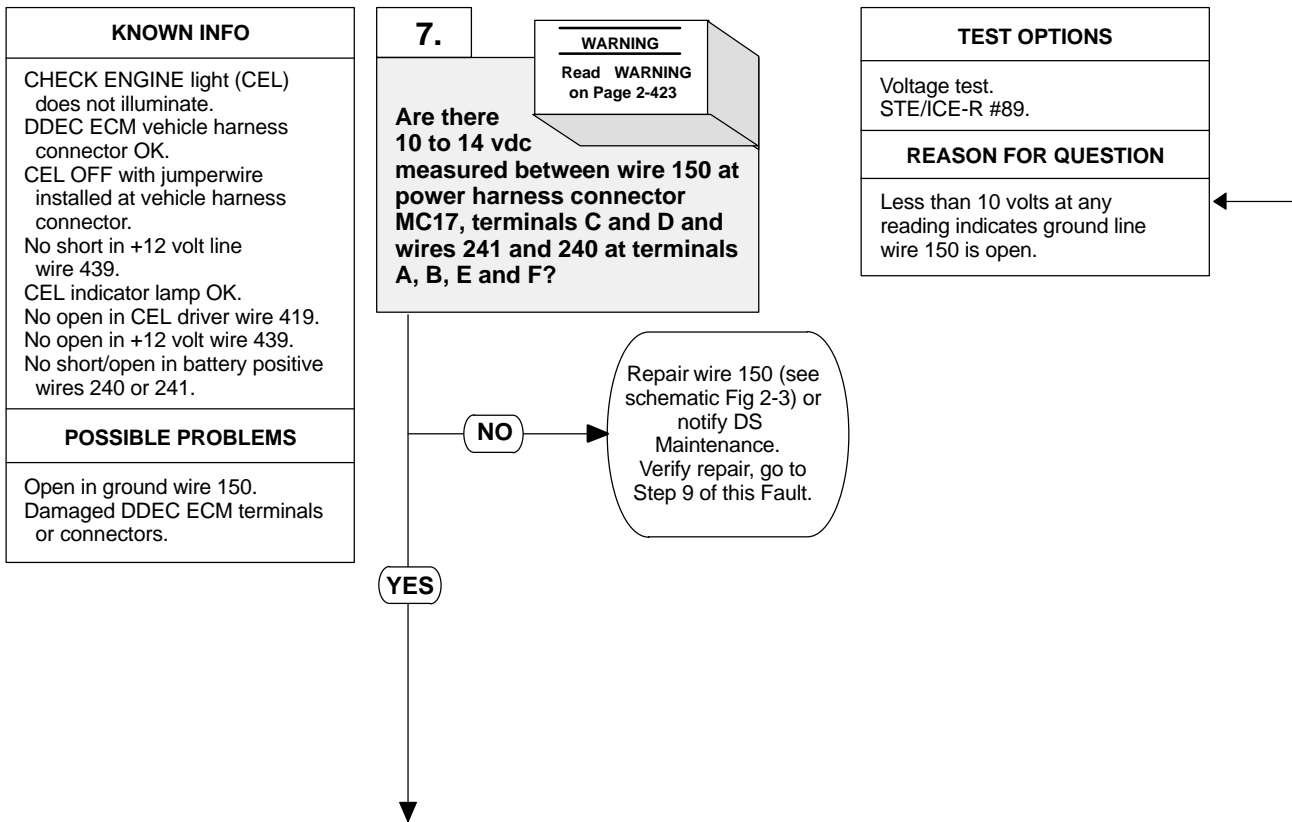 KNOWN INFO
CHECK ENGINE light (CEL)
does not illuminate.
DDEC ECM vehicle harness
connector OK.
CEL OFF with jumperwire
installed at vehicle harness
connector.
No short in +12 volt line
wire 439.
CEL indicator lamp OK.
No open in CEL driver wire 419.
No open in +12 volt wire 439.
No short/open in battery positive
wires 240 or 241.
POSSIBLE PROBLEMS
Open in ground wire 150.
Damaged DDEC ECM terminals
or connectors.
7.
WARNING
Read WARNING
on Page 2-423
Are there
10 to 14 vdc
measured between wire 150 at
power harness connector
MC17, terminals C and D and
wires 241 and 240 at terminals
A, B, E and F?
NO
Repair wire 150 (see
schematic Fig 2-3) or
notify DS
Maintenance.
Verify repair, go to
Step 9 of this Fault.
YES
TEST OPTIONS
Voltage test.
STE/ICE-R #89.
REASON FOR QUESTION
Less than 10 volts at any
reading indicates ground line
wire 150 is open.